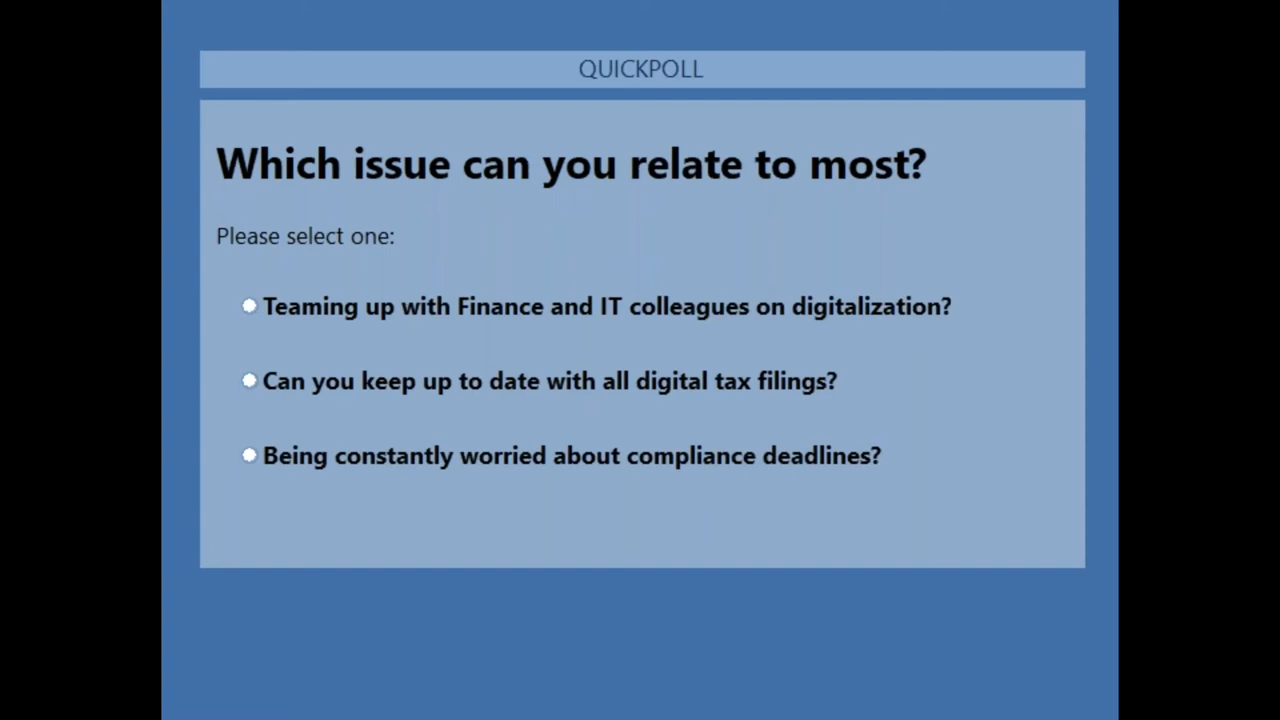 QUICKPOLL
Which issue can you relate to most?
Please select one:
Teaming up with Finance and IT colleagues on digitalization?
Can you keep up to date with all digital tax filings?
Being constantly worried about compliance deadlines?